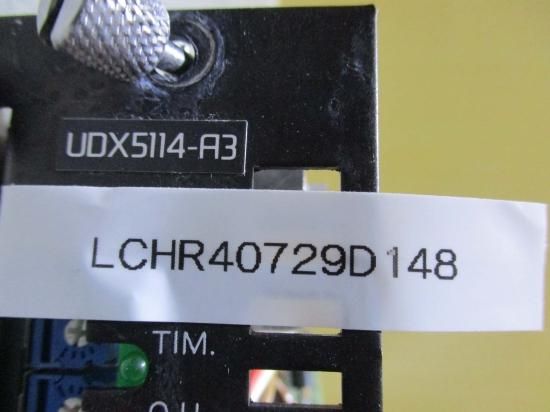 UDX5114-A3
LCHR40729D148
TIM.
O.H.